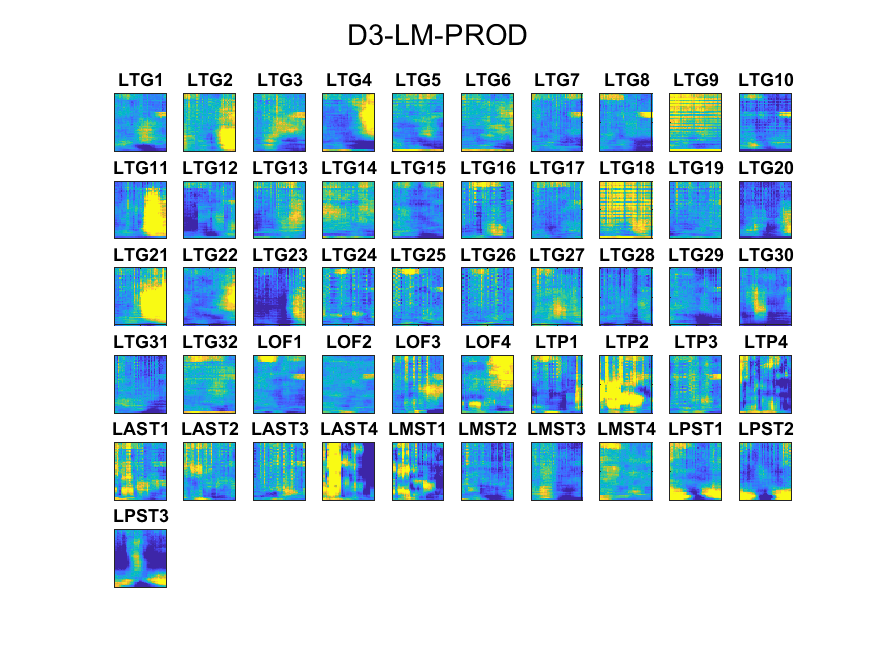 D3-LM-PROD
LTG1 LTG2 LTG3 LTG4 LTG5 LTG6 LTG7 LTG8 LTG9 LTG10
LTG11 LTG12 LTG13 LTG14 LTG15 LTG16 LTG17 LTG18 LTG19 LTG20
LTG21 LTG22 LTG23 LTG24 LTG25 LTG26 LTG27 LTG28 LTG29 LTG30
LTG31 LTG32 LOF1 LOF2 LOF3 LOF4 LTP1 LTP2 LTP3 LTP4
LAST1 LAST2 LAST3 LAST4 LMST1 LMST2 LMST3 LMST4 LPST1 LPST2
LPST3